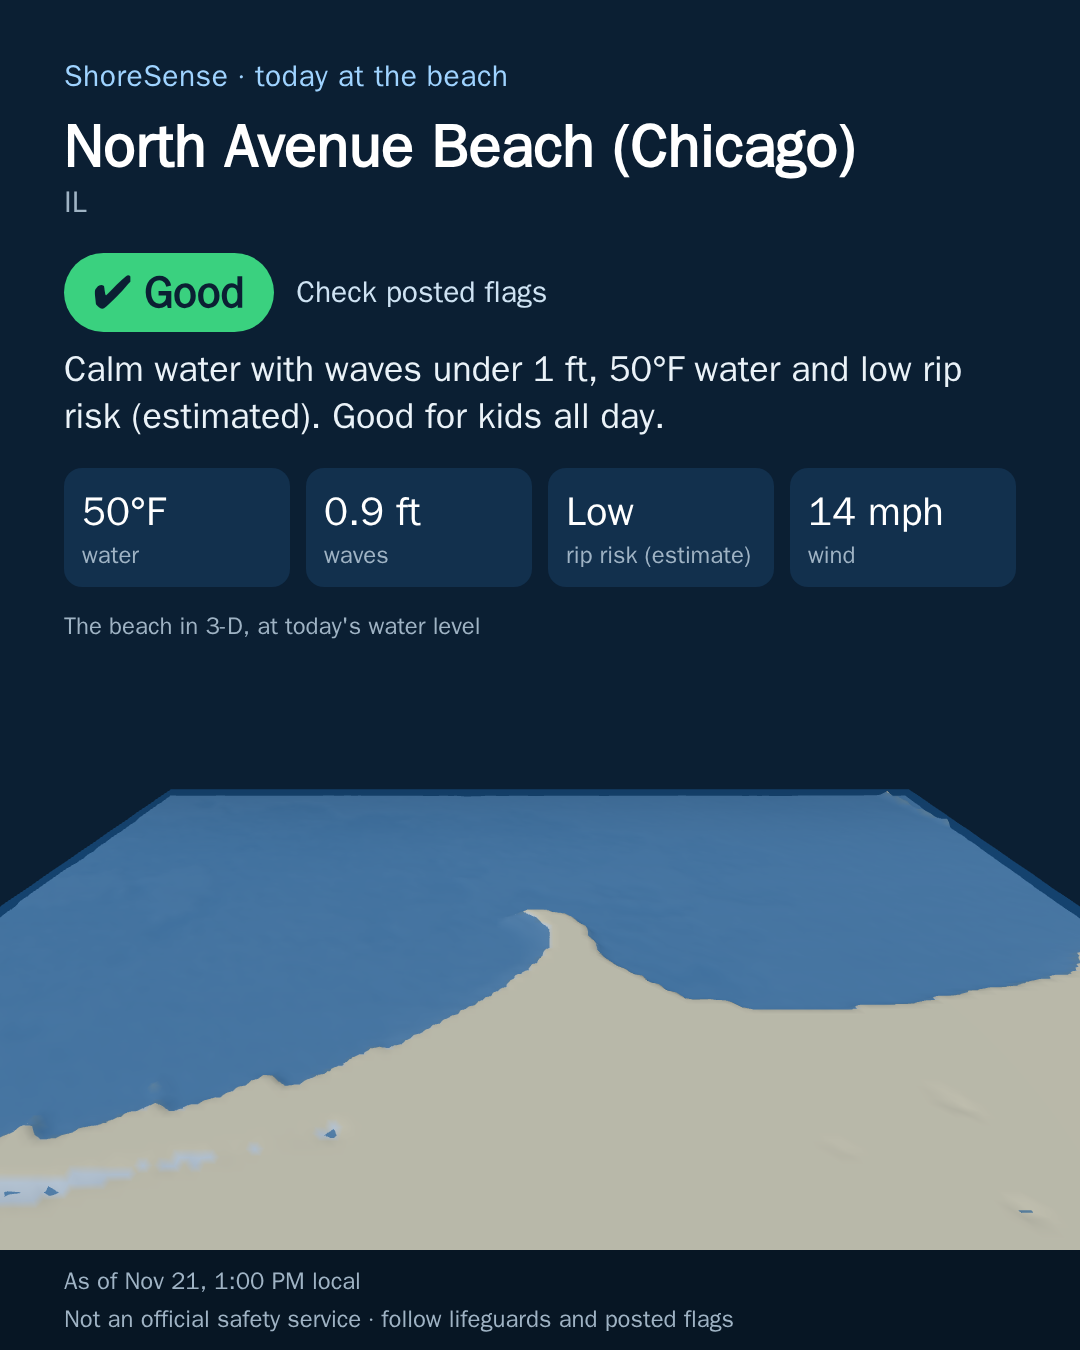 ShoreSense · today at the beach
North Avenue Beach (Chicago)
IL
✔ Good
Check posted flags
Calm water with waves under 1 ft, 50°F water and low rip
risk (estimated). Good for kids all day.
50°F
water
0.9 ft
waves
Low
rip risk (estimate)
14 mph
wind
The beach in 3-D, at today's water level
As of Nov 21, 1:00 PM local
Not an official safety service · follow lifeguards and posted flags